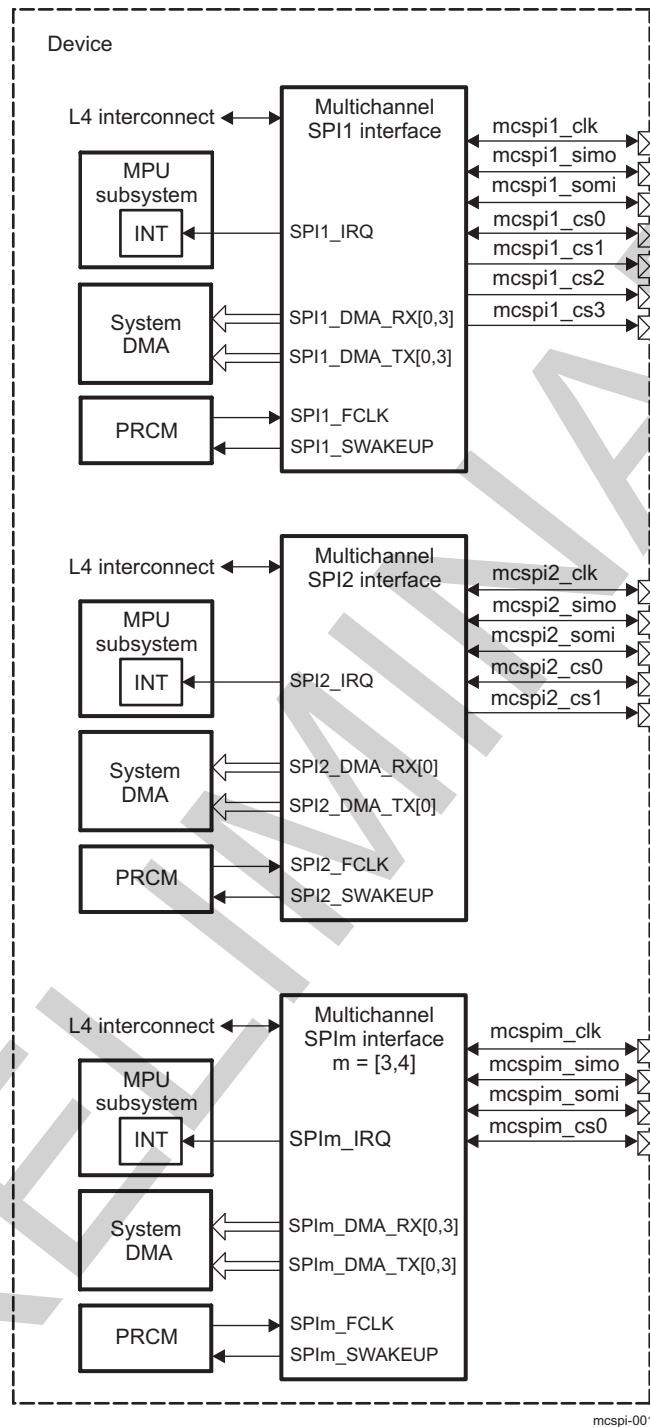 Device
L4 interconnect
Multichannel
SPI1 interface
mcspi1_clk
mcspi1_simo
mcspi1_somi
mcspi1_cs0
mcspi1_cs1
mcspi1_cs2
mcspi1_cs3
MPU
subsystem
INT
SPI1_IRQ
System
DMA
SPI1_DMA_RX[0,3]
SPI1_DMA_TX[0,3]
PRCM
SPI1_FCLK
SPI1_SWAKEUP
L4 interconnect
Multichannel
SPI2 interface
mcspi2_clk
mcspi2_simo
mcspi2_somi
mcspi2_cs0
mcspi2_cs1
MPU
subsystem
INT
SPI2_IRQ
System
DMA
SPI2_DMA_RX[0]
SPI2_DMA_TX[0]
PRCM
SPI2_FCLK
SPI2_SWAKEUP
L4 interconnect
Multichannel
SPIm interface
m = [3,4]
mcspim_clk
mcspim_simo
mcspim_somi
mcspim_cs0
MPU
subsystem
INT
SPIm_IRQ
System
DMA
SPIm_DMA_RX[0,3]
SPIm_DMA_TX[0,3]
PRCM
SPIm_FCLK
SPIm_SWAKEUP
mcspi-001
ELIMINA